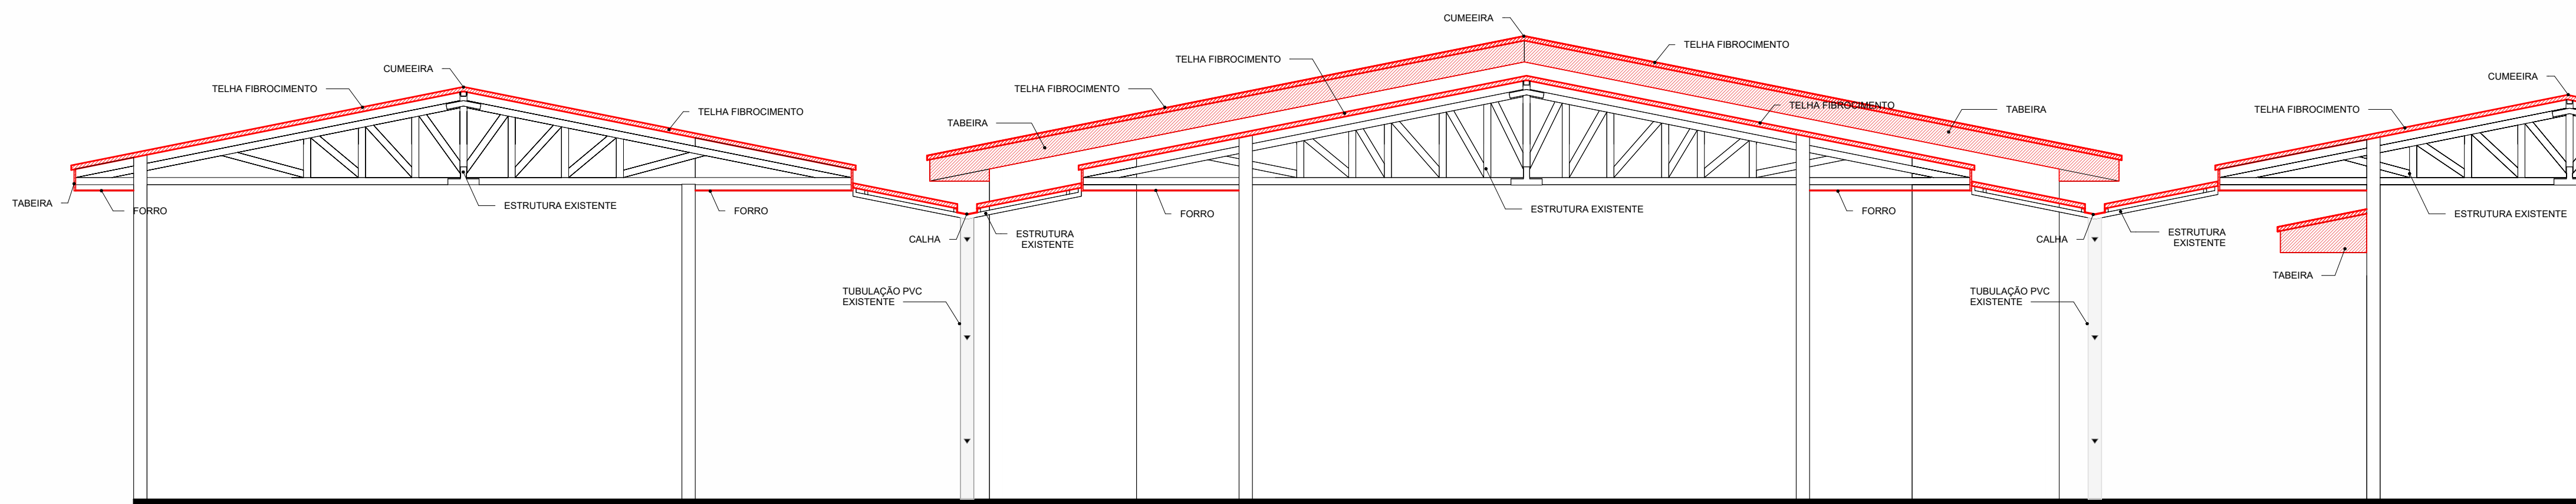 CUMEEIRA
TELHA FIBROCIMENTO
TELHA FIBROCIMENTO
CUMEEIRA
TELHA FIBROCIMENTO
CUMEEIRA
TELHA FIBROCIMENTO
TELHA FIBROCIMENTO
TELHA FIBROCIMENTO
TELHA FIBROCIMENTO
TELHA FIBROCIMENTO
TABEIRA
TABEIRA
TABEIRA
FORRO
ESTRUTURA EXISTENTE
FORRO
CALHA
ESTRUTURA
EXISTENTE
FORRO
ESTRUTURA EXISTENTE
FORRO
CALHA
ESTRUTURA
EXISTENTE
ESTRUTURA EXISTENTE
TABEIRA
TUBULAÇÃO PVC
EXISTENTE
TUBULAÇÃO PVC
EXISTENTE